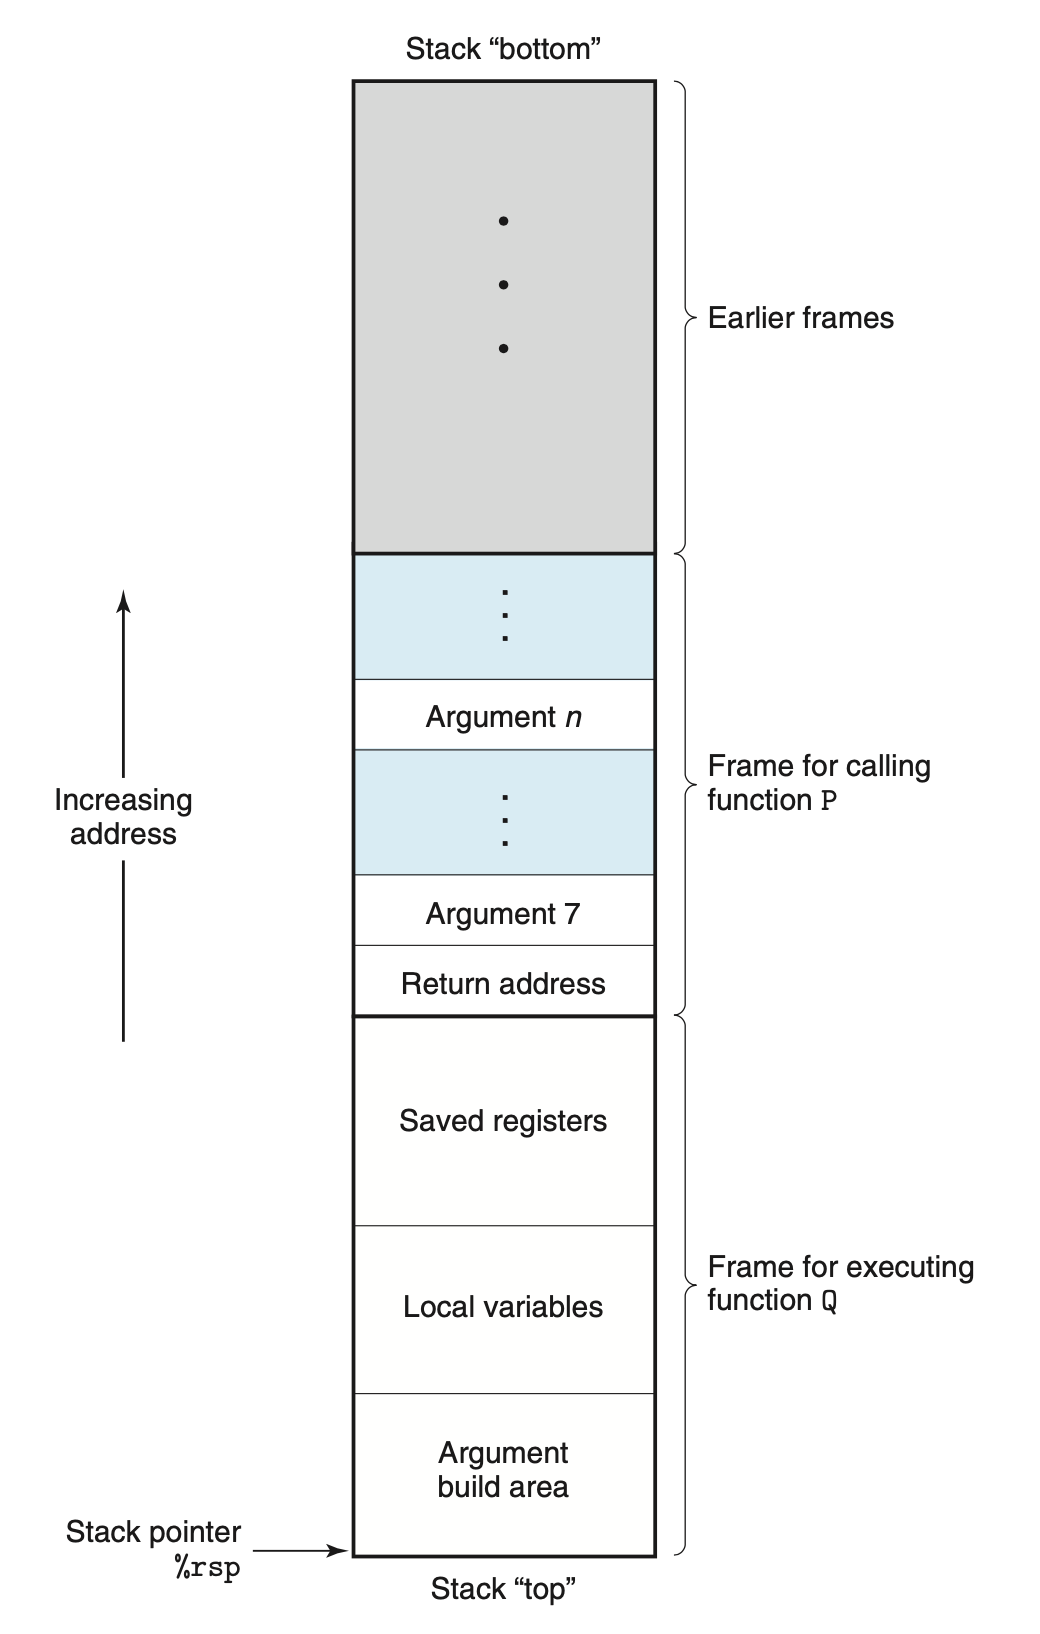 Stack “bottom”
Earlier frames
Argument n
Frame for calling
function P
Increasing
address
Argument 7
Return address
Saved registers
Local variables
Frame for executing
function Q
Argument
build area
Stack pointer
%rsp
Stack “top”